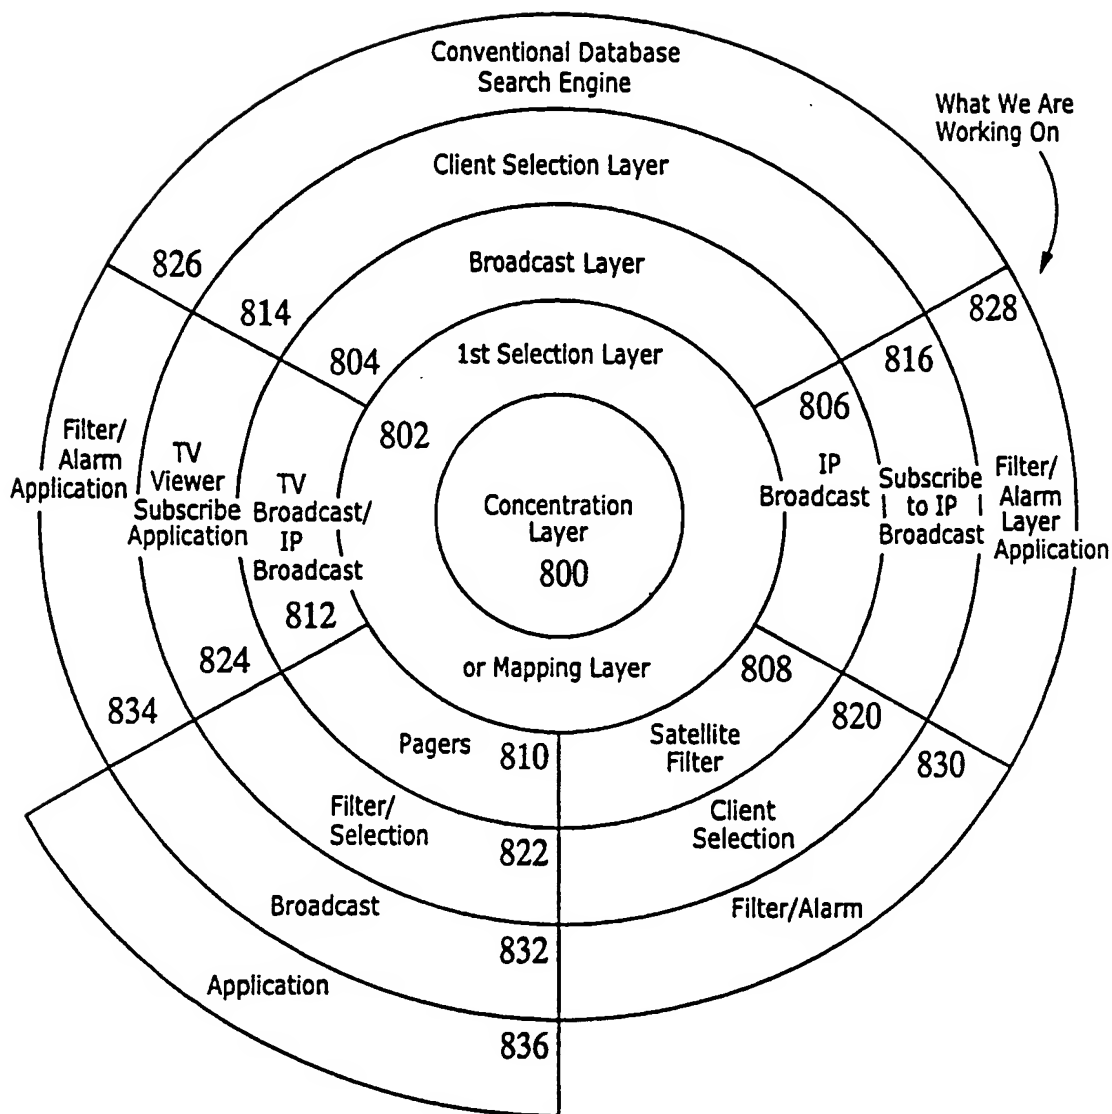 Conventional Database
Search Engine
What We Are
Working On
Client Selection Layer
826
Broadcast Layer
814
828
804
1st Selection Layer
816
802
806
Filter/
Alarm
Application
TV
Viewer
Subscribe
Application
TV
Broadcast/
IP
Broadcast
Concentration
Layer
800
IP
Broadcast
Subscribe
to IP
Broadcast
Filter/
Alarm
Layer
Application
812
824
or Mapping Layer
808
834
820
Pagers
810
Satellite
Filter
830
Filter/
Selection
822
Client
Selection
Broadcast
832
Filter/Alarm
Application
836